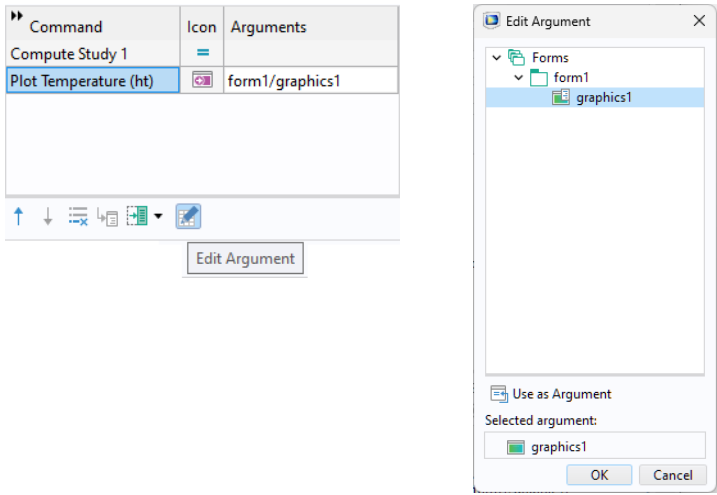 Command Icon Arguments
Compute Study 1
Plot Temperature (ht) form1/graphics1
Edit Argument
Edit Argument
Forms
form1
graphics1
Use as Argument
Selected argument:
graphics1
OK Cancel